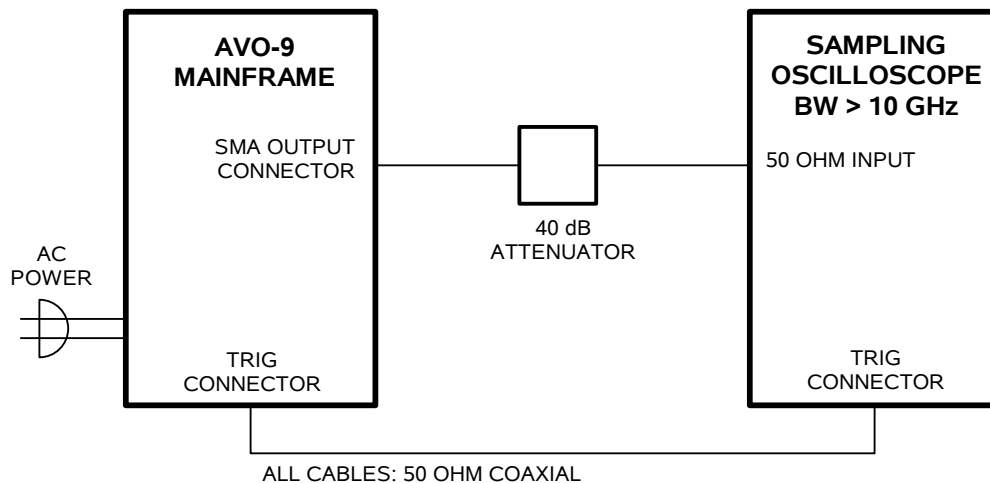 AVO-9
MAINFRAME
SMA OUTPUT
CONNECTOR
TRIG
CONNECTOR
AC
POWER
40 dB
ATTENUATOR
SAMPLING
OSCILLOSCOPE
BW > 10 GHz
50 OHM INPUT
TRIG
CONNECTOR
ALL CABLES: 50 OHM COAXIAL